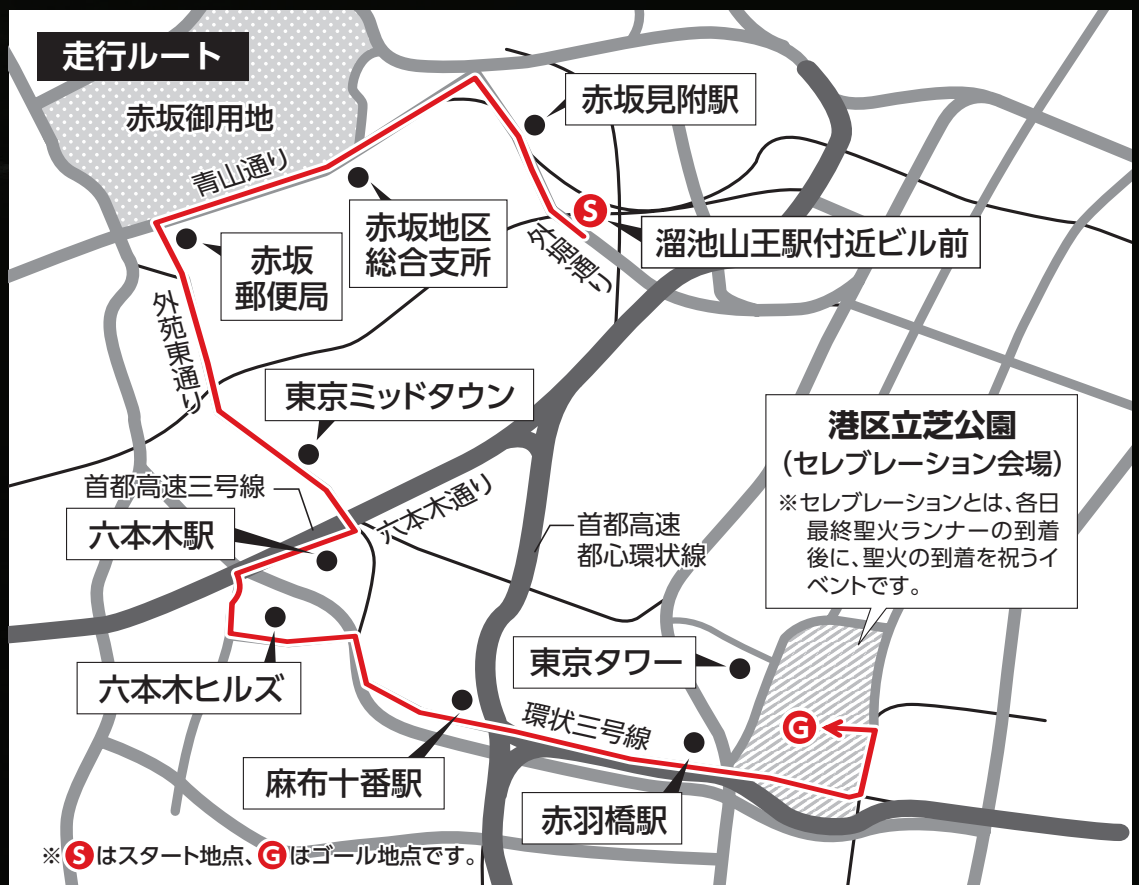 走行ルート
赤坂御用地
赤坂見附駅
青山通り
S
赤坂地区
総合支所
溜池山王駅付近ビル前
外堀通り
赤坂
郵便局
外苑東通り
東京ミッドタウン
港区立芝公園
(セレブレーション会場)
※セレブレーションとは、各日
最終聖火ランナーの到着
後に、聖火の到着を祝うイ
ベントです。
首都高速三号線
六本木通り
六本木駅
首都高速
都心環状線
東京タワー
六本木ヒルズ
環状三号線
G
麻布十番駅
赤羽橋駅
※Sはスタート地点、Gはゴール地点です。